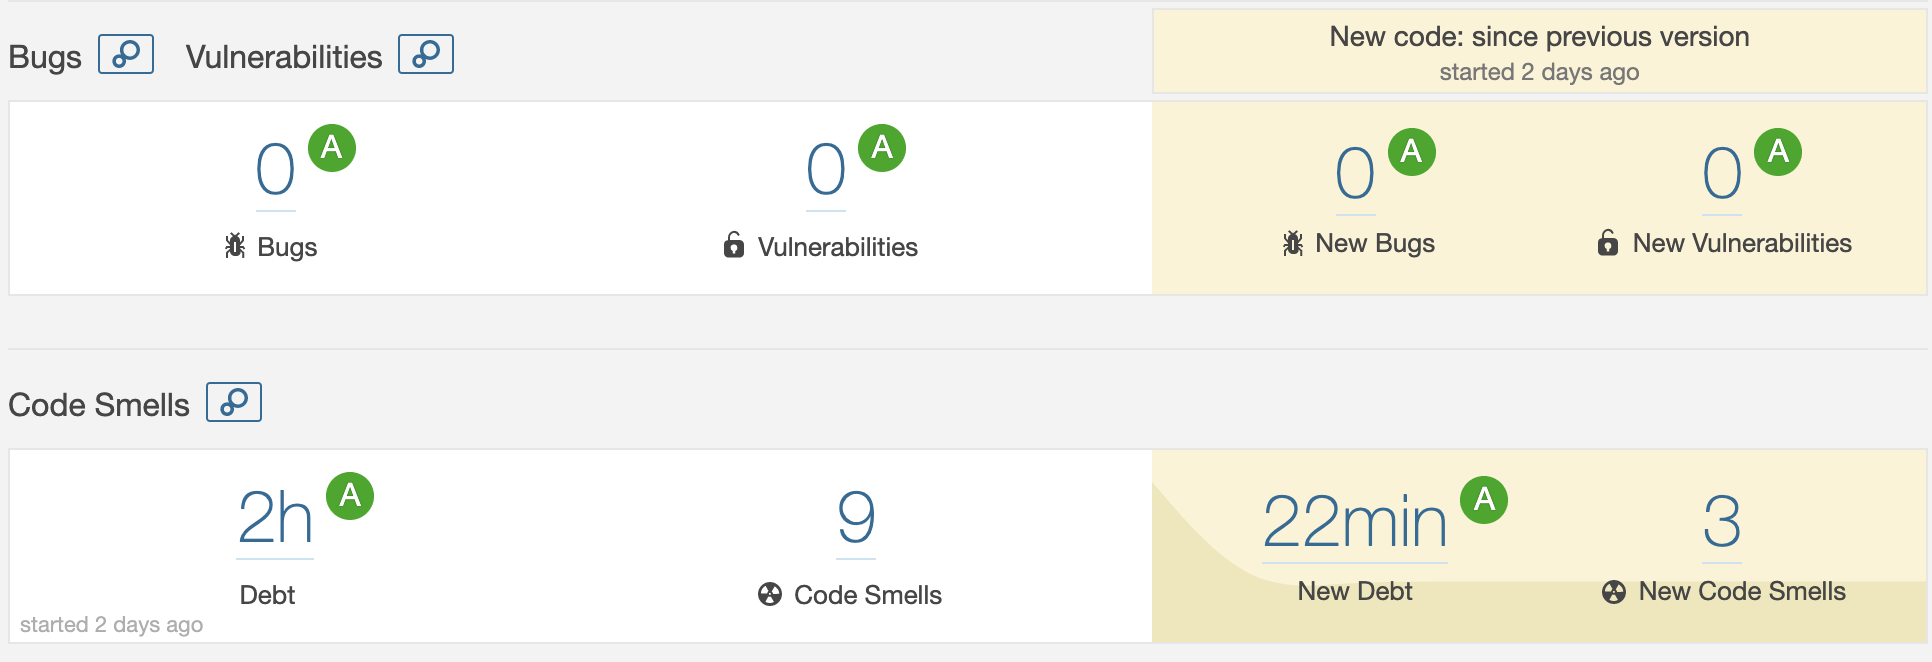 Bugs Vulnerabilities
New code: since previous version
started 2 days ago
0 A
Bugs
0 A
Vulnerabilities
0 A
New Bugs
0 A
New Vulnerabilities
Code Smells
2h A
Debt
started 2 days ago
9
Code Smells
22min A
New Debt
3
New Code Smells